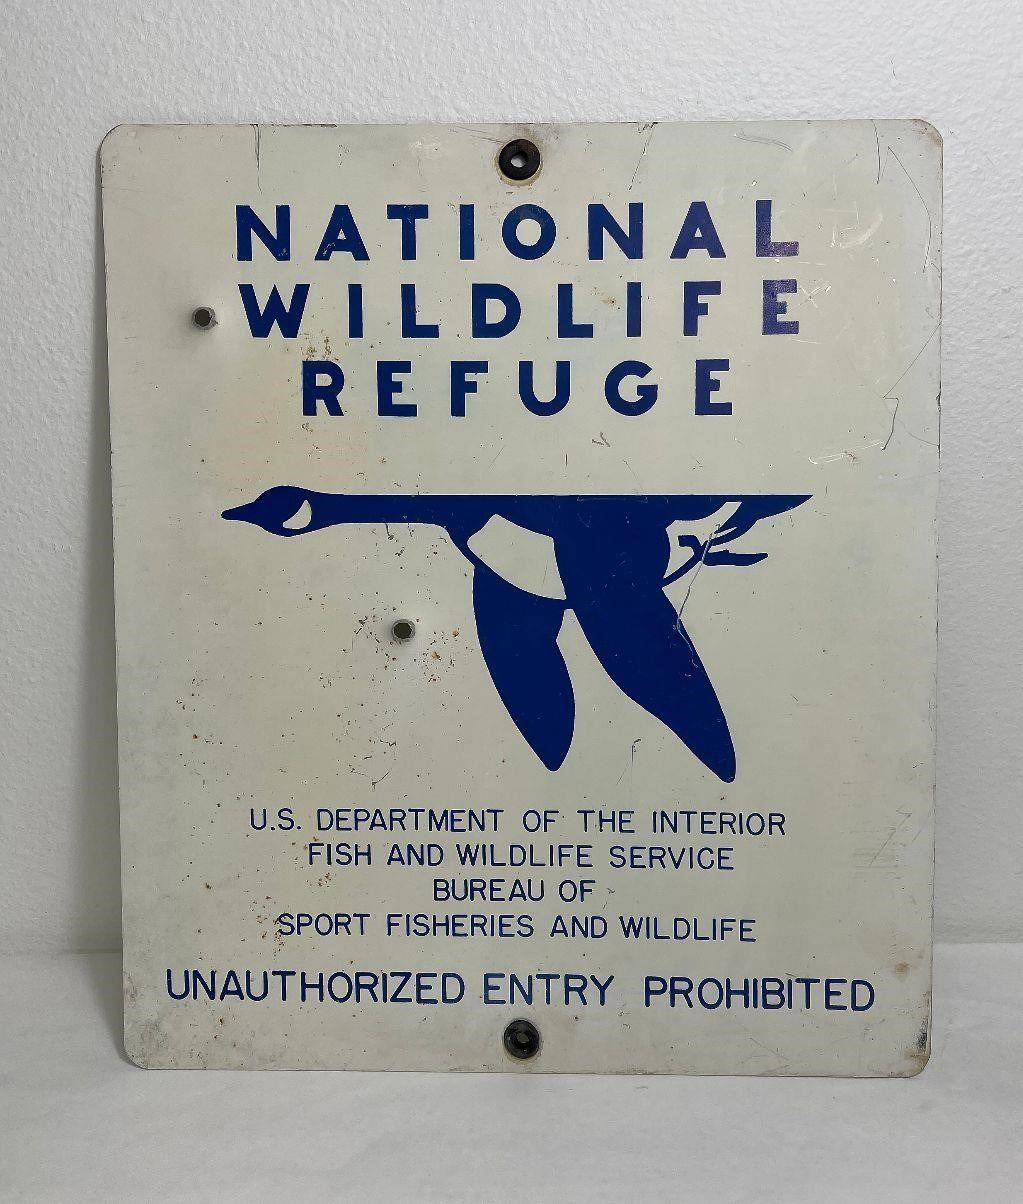 NATIONAL
WILDLIFE
REFUGE
U.S. DEPARTMENT OF THE INTERIOR
FISH AND WILDLIFE SERVICE
BUREAU OF
SPORT FISHERIES AND WILDLIFE
UNAUTHORIZED ENTRY PROHIBITED